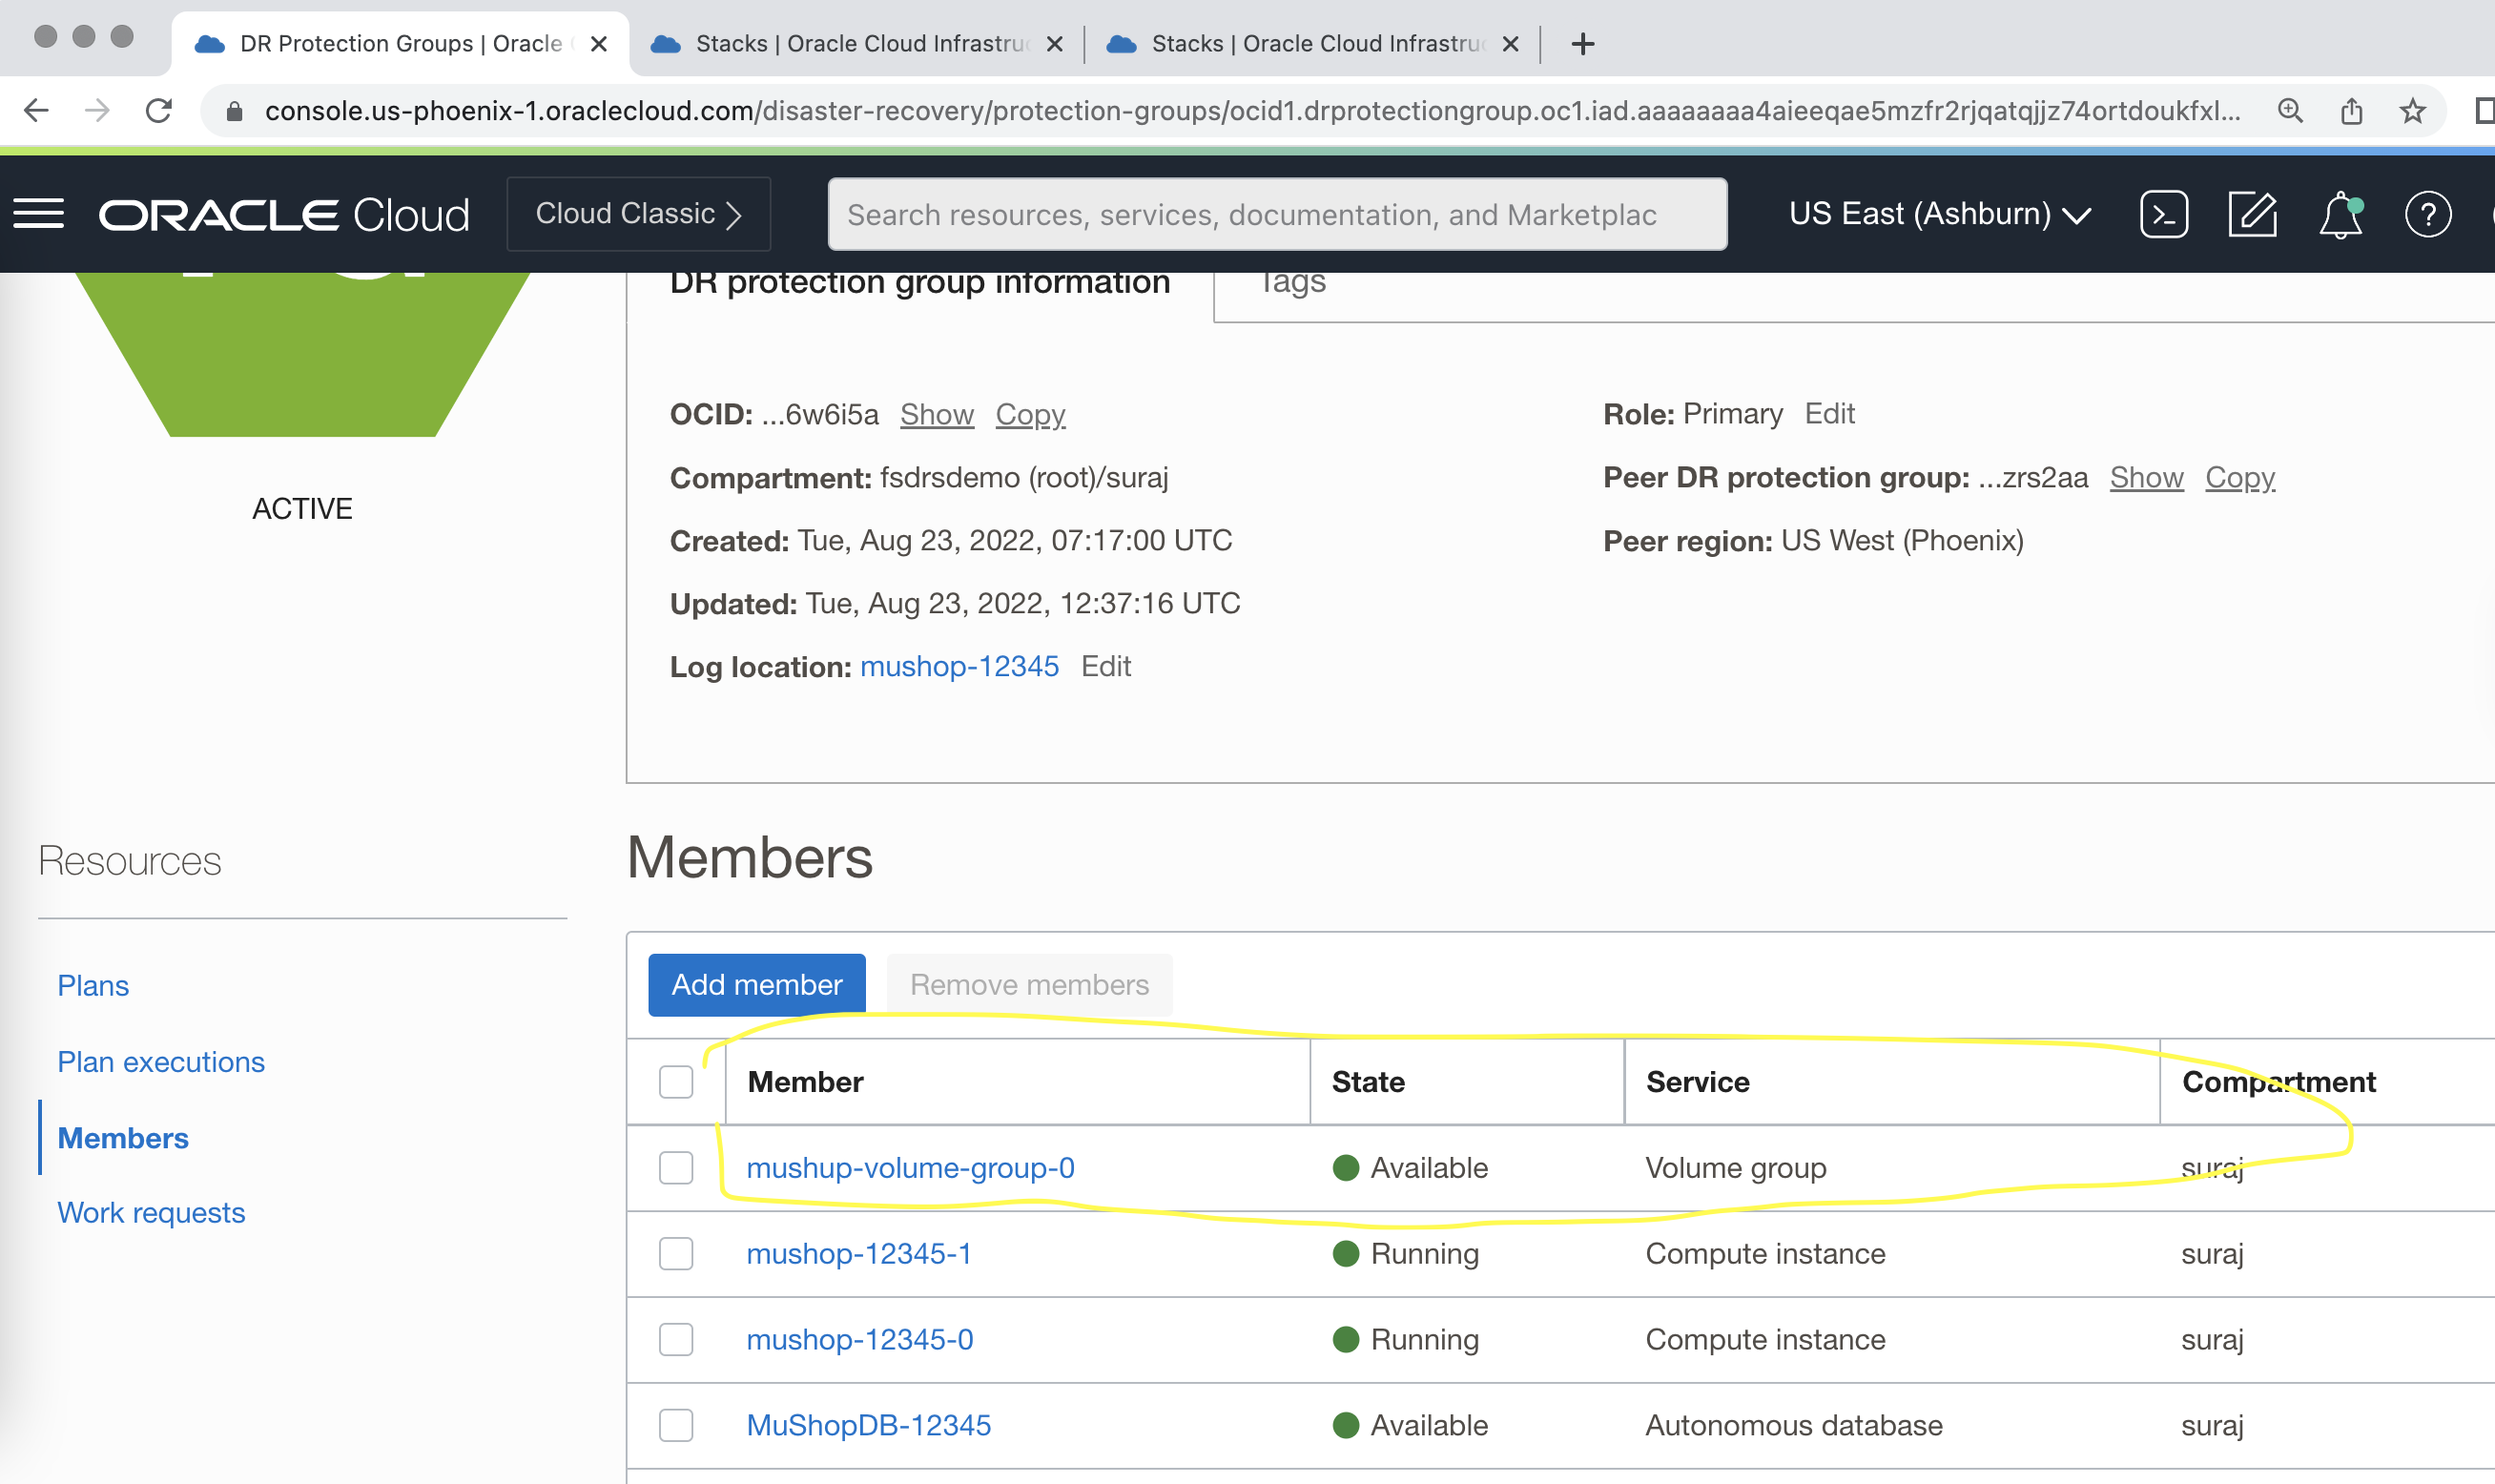 DR Protection Groups | Oracle
Stacks | Oracle Cloud Infrastru
Stacks | Oracle Cloud Infrastru
console.us-phoenix-1.oraclecloud.com/disaster-recovery/protection-groups/ocid1.drprotectiongroup.oc1.iad.aaaaaaaa4aieeqae5mzfr2rjqatqjjz74ortdoukfxl...
ORACLE Cloud
Cloud Classic
Search resources, services, documentation, and Marketplac
US East (Ashburn)
DR protection group information
Tags
OCID: ...6w6i5a Show Copy
Role: Primary Edit
Compartment: fsdrsdemo (root)/suraj
Peer DR protection group: ...zrs2aa Show Copy
ACTIVE
Created: Tue, Aug 23, 2022, 07:17:00 UTC
Peer region: US West (Phoenix)
Updated: Tue, Aug 23, 2022, 12:37:16 UTC
Log location: mushop-12345 Edit
Resources
Plans
Plan executions
Members
Work requests
Members
Add member Remove members
Member State Service Compartment
mushup-volume-group-0 Available Volume group suraj
mushop-12345-1 Running Compute instance suraj
mushop-12345-0 Running Compute instance suraj
MuShopDB-12345 Available Autonomous database suraj